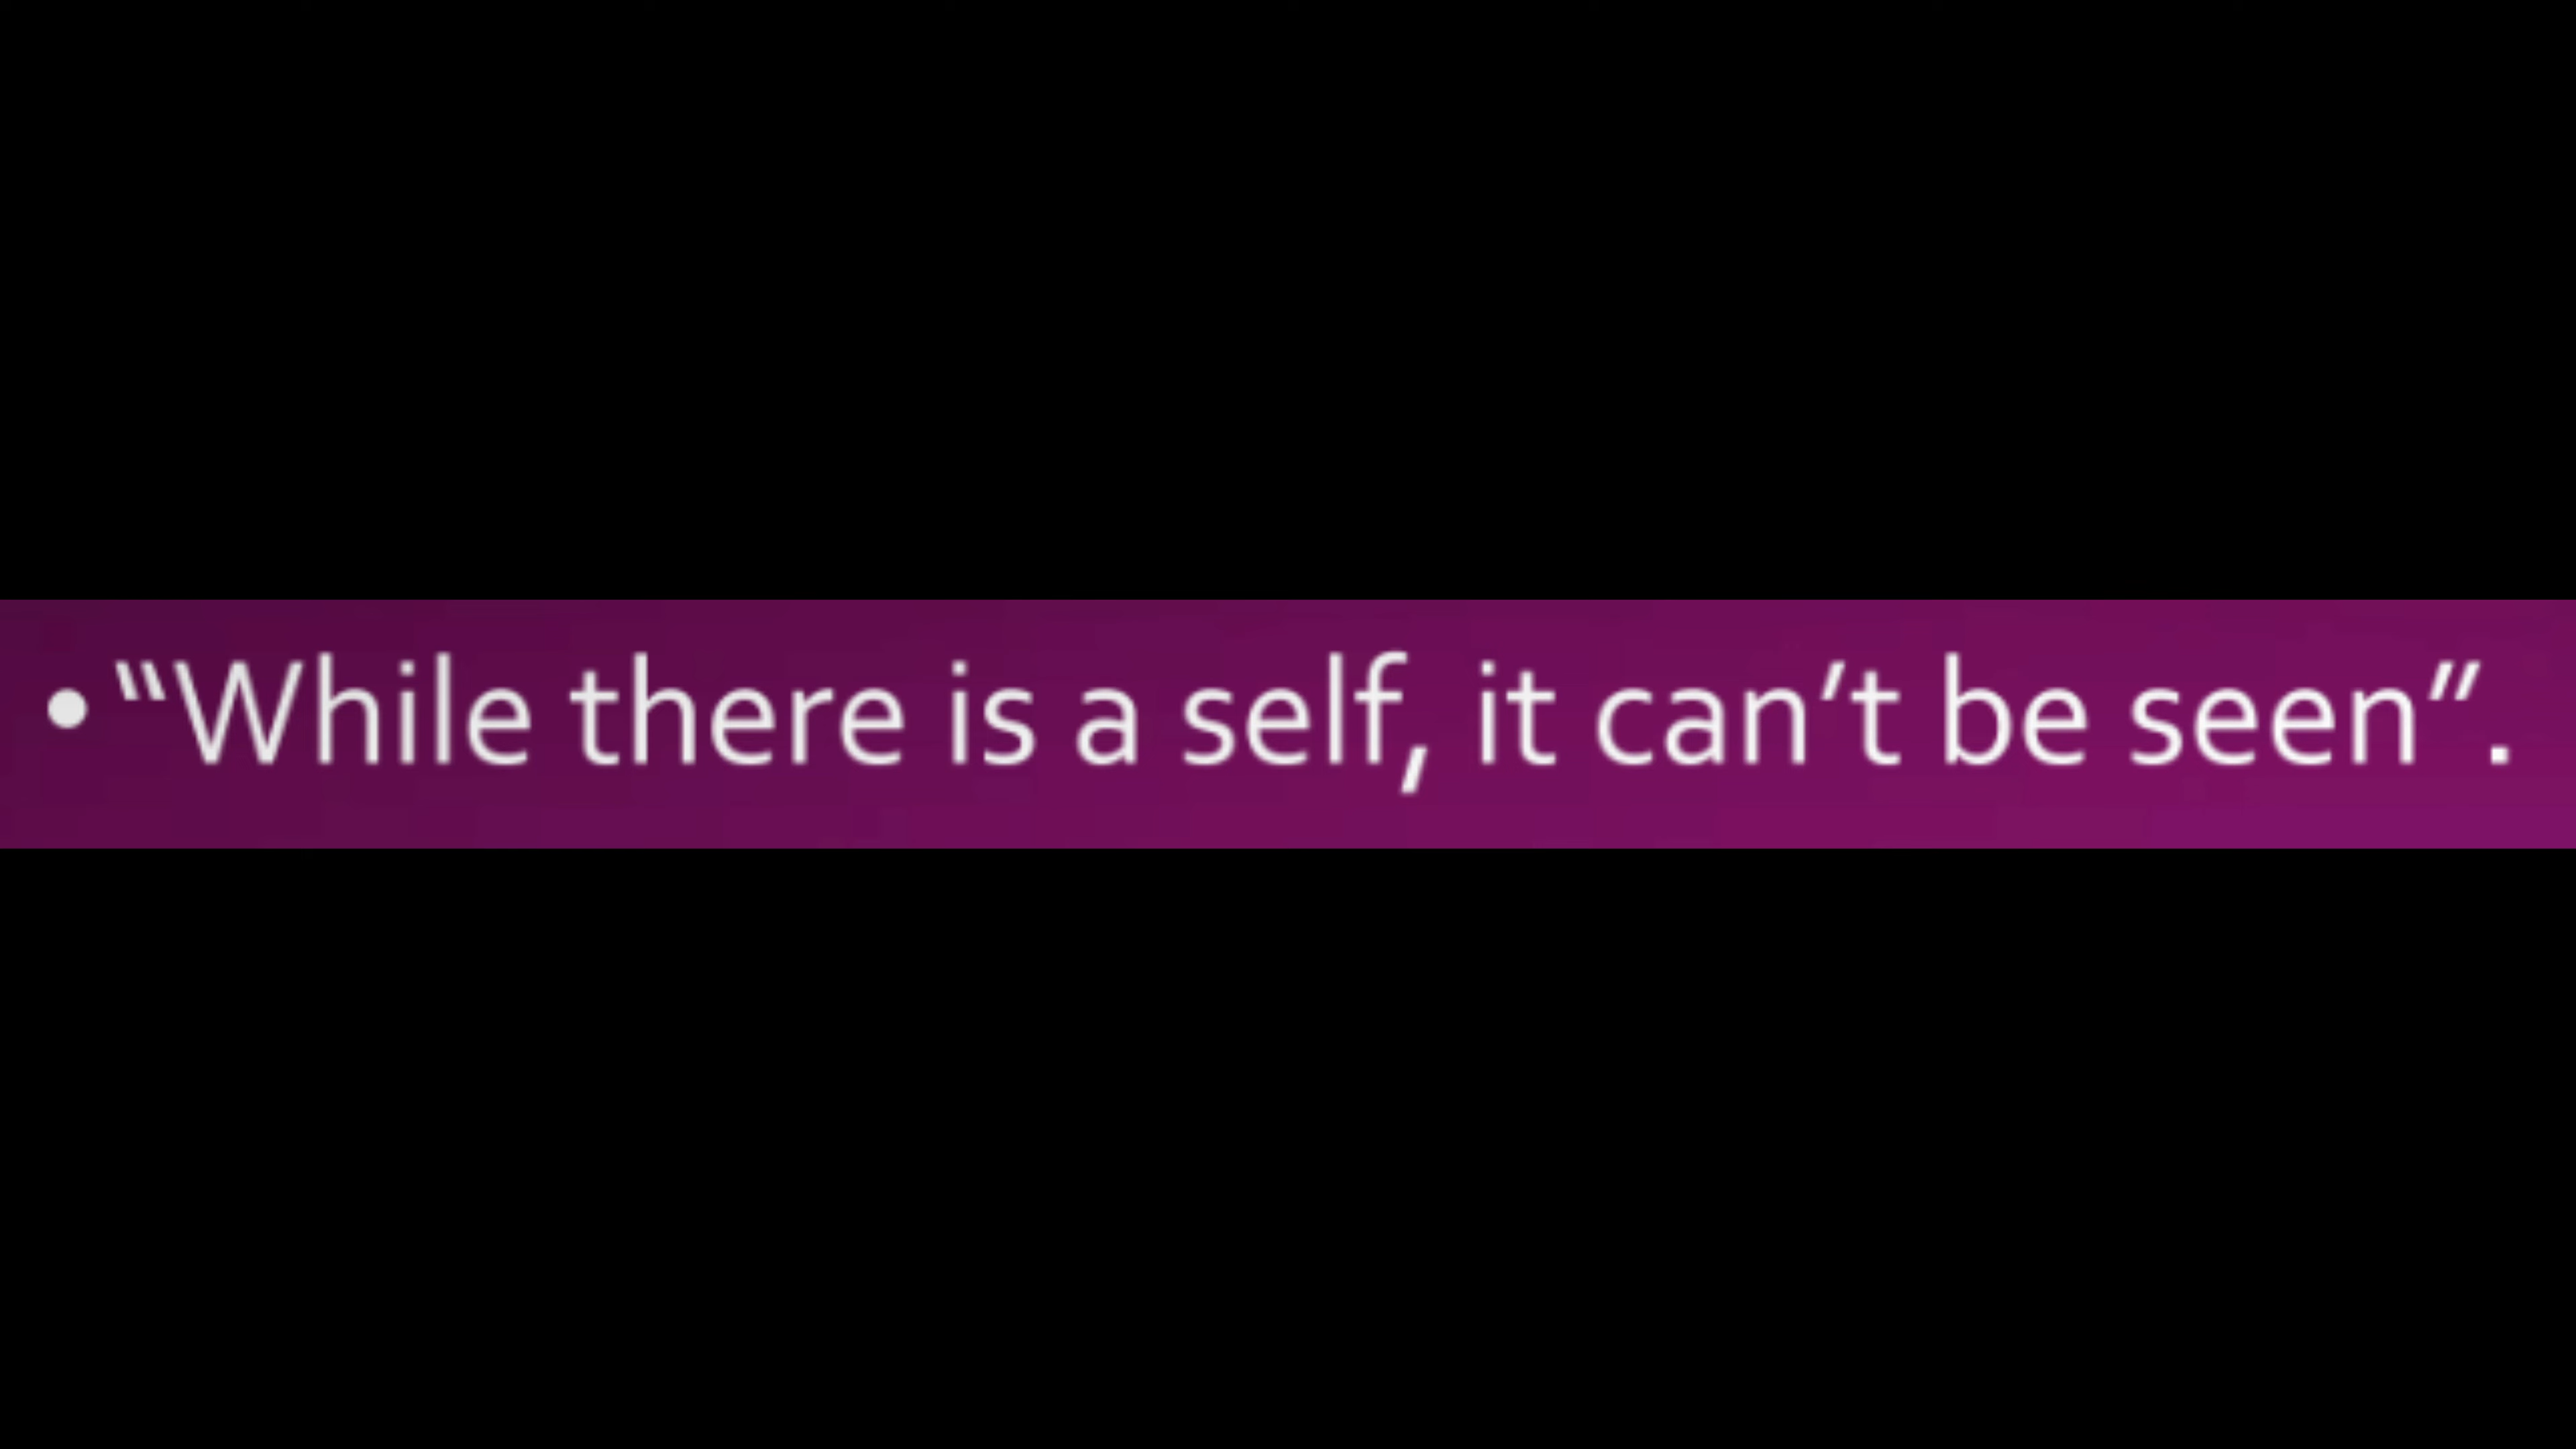 •“While there is a self, it can’t be seen”.